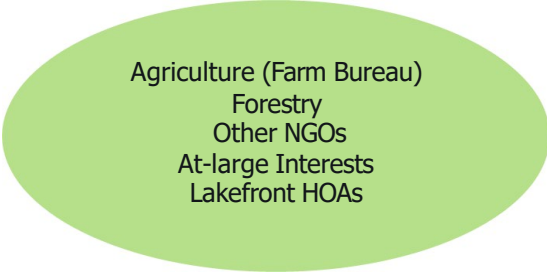 Agriculture (Farm Bureau)
Forestry
Other NGOs
At-large Interests
Lakefront HOAs